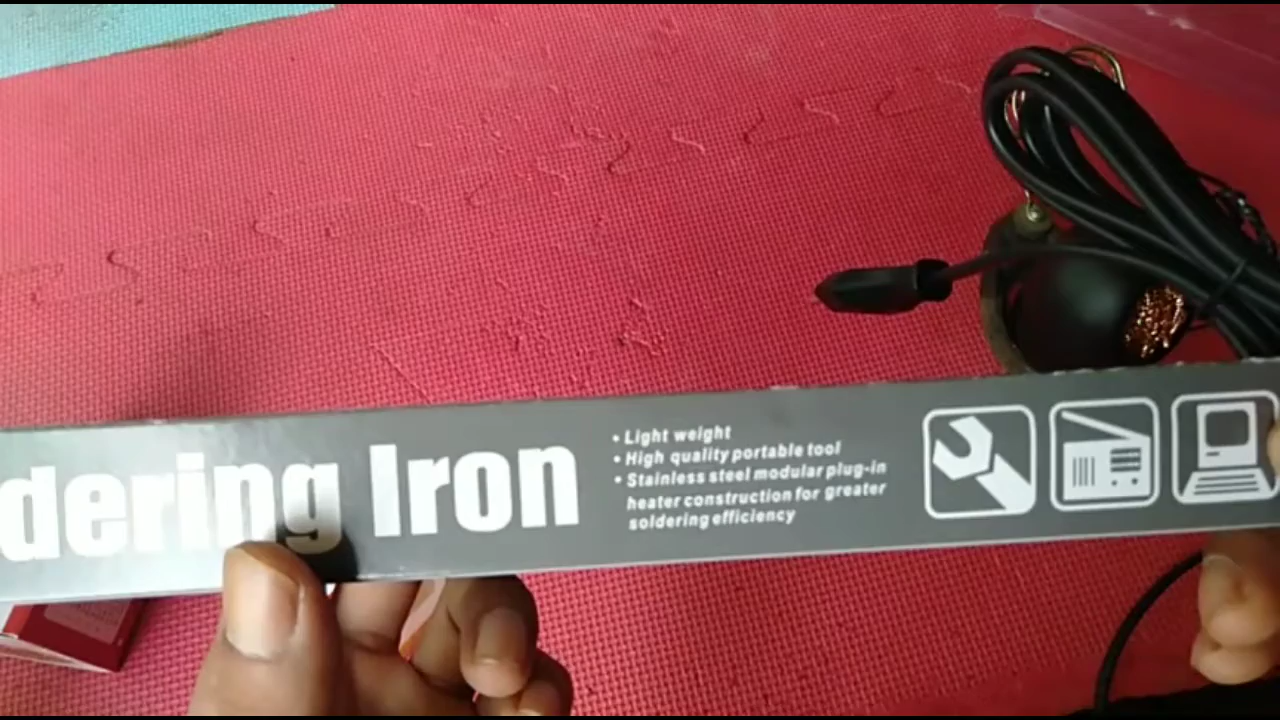 dering Iron
• Light weight
• High quality portable tool
• Stainless steel modular plug-in
heater construction for greater
soldering efficiency